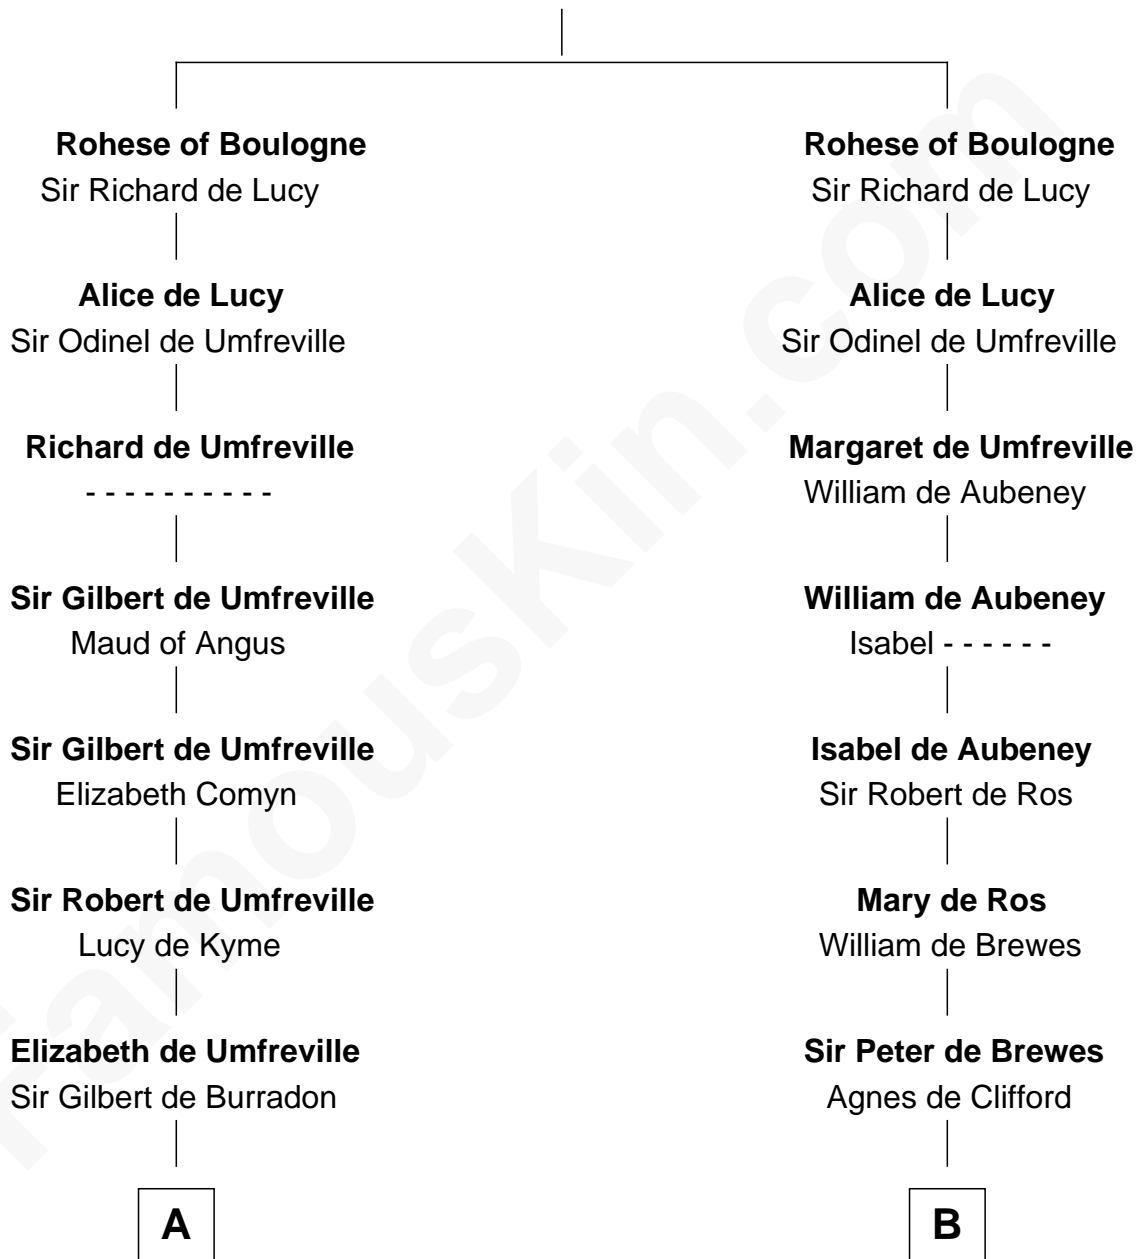 Rohese of Boulogne
Sir Richard de Lucy
Alice de Lucy
Sir Odinel de Umfreville
Richard de Umfreville
- - - - - - - - - -
Sir Gilbert de Umfreville
Maud of Angus
Sir Gilbert de Umfreville
Elizabeth Comyn
Sir Robert de Umfreville
Lucy de Kyme
Elizabeth de Umfreville
Sir Gilbert de Burradon
A
Rohese of Boulogne
Sir Richard de Lucy
Alice de Lucy
Sir Odinel de Umfreville
Margaret de Umfreville
William de Aubeney
William de Aubeney
Isabel - - - - - -
Isabel de Aubeney
Sir Robert de Ros
Mary de Ros
William de Brewes
Sir Peter de Brewes
Agnes de Clifford
B
FamousKin.com